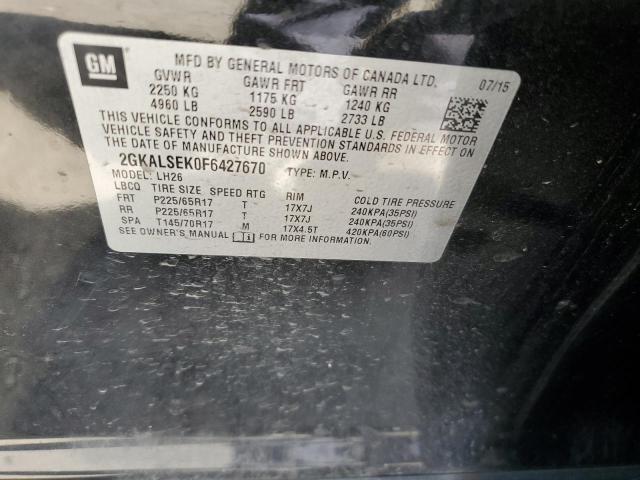 GM
MFD BY GENERAL MOTORS OF CANADA LTD. 07/15
GVWR GAWR FRT GAWR RR
2250 KG 1175 KG 1240 KG
4960 LB 2590 LB 2733 LB
THIS VEHICLE CONFORMS TO ALL APPLICABLE U.S. FEDERAL MOTOR
VEHICLE SAFETY AND THEFT PREVENTION STANDARDS IN EFFECT ON
THE DATE OF MANUFACTURE SHOWN ABOVE.
2GKALSEK0F6427670 TYPE: M.P.V.
MODEL: LH26
LBCQ TIRE SIZE SPEED RTG RIM COLD TIRE PRESSURE
FRT P225/65R17 T 17X7J 240KPA(35PSI)
RR P225/65R17 T 17X7J 240KPA(35PSI)
SPA T145/70R17 M 17X4.5T 420KPA(60PSI)
SEE OWNER'S MANUAL FOR MORE INFORMATION